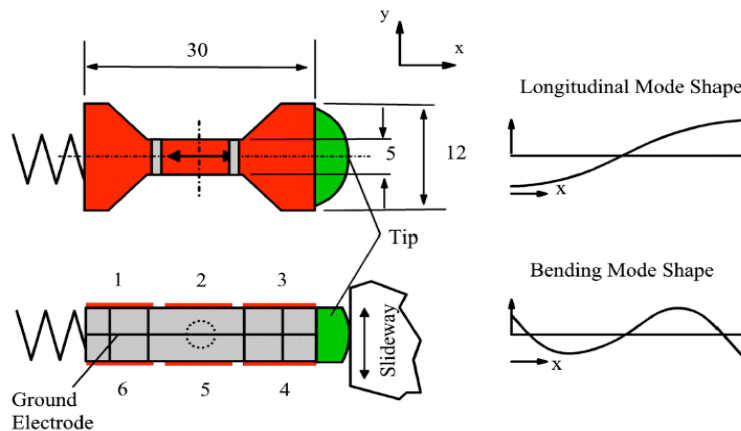 y
x
30
5
12
Longitudinal Mode Shape
x
Tip
1 2 3
Slideway
6 5 4
Ground
Electrode
Bending Mode Shape
x